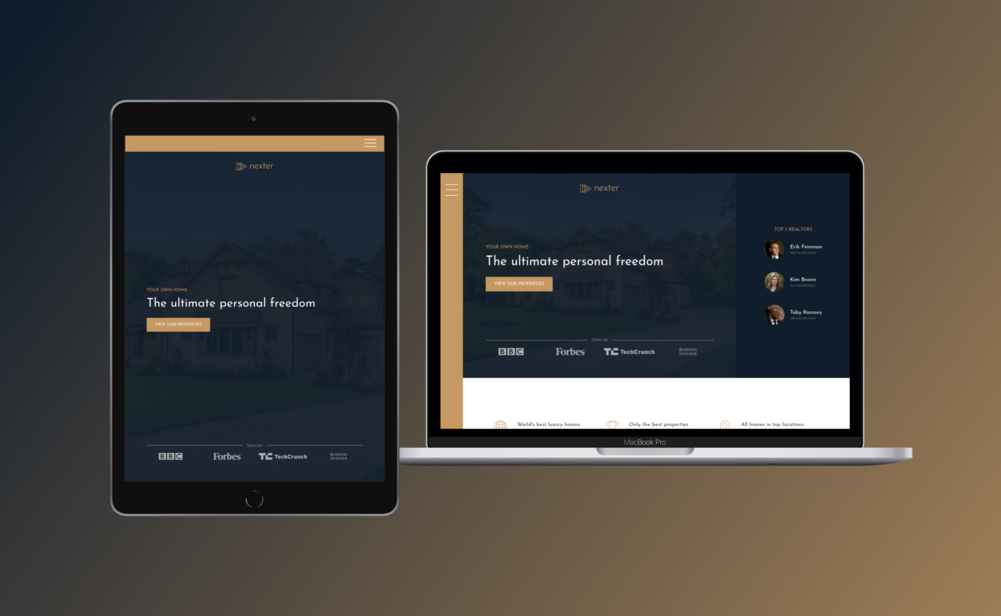 nexter
YOUR OWN HOME:
The ultimate personal freedom
VIEW OUR PROPERTIES
Seen on
BBC
Forbes
TC TechCrunch
BUSINESS
INSIDER
nexter
YOUR OWN HOME:
The ultimate personal freedom
VIEW OUR PROPERTIES
Seen on
BBC
Forbes
TC TechCrunch
BUSINESS
INSIDER
TOP 3 REALTORS
Erik Feinman
Kim Brown
Toby Ramsey
World's best luxury homes
Only the best properties
All homes in top locations
MacBook Pro